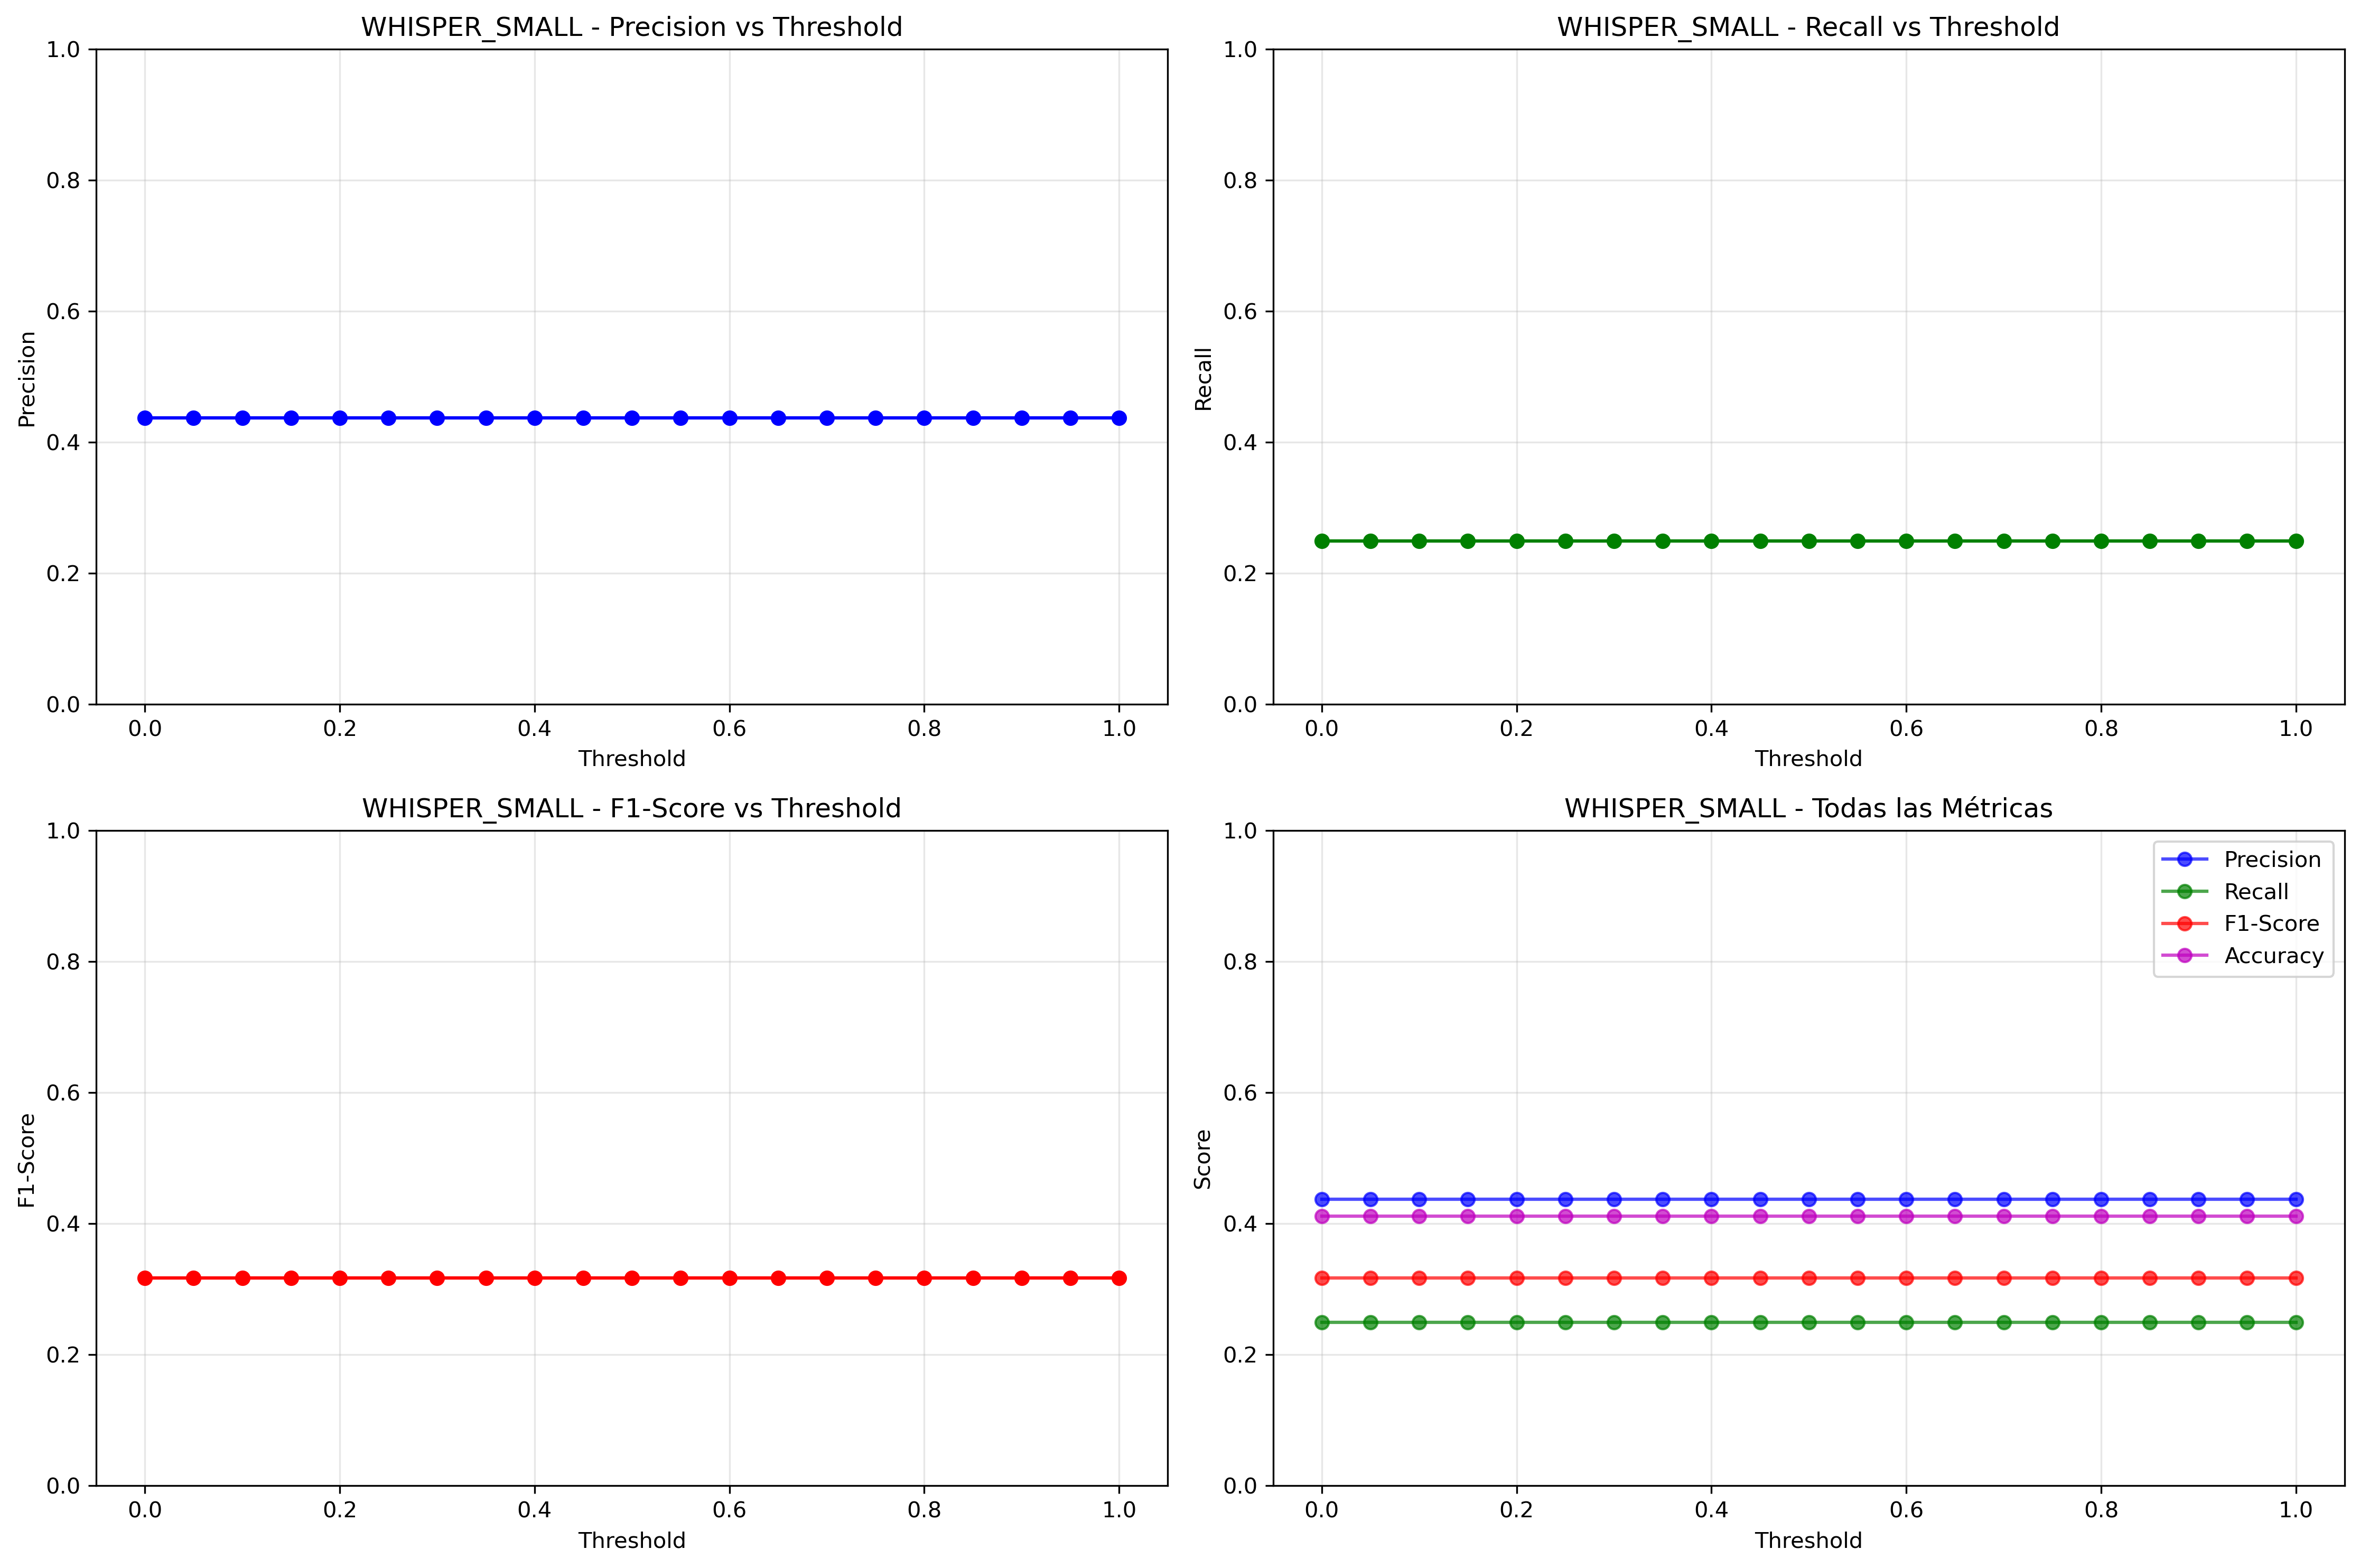 WHISPER_SMALL - Precision vs Threshold
1.0
0.8
0.6
0.4
0.2
0.0
Precision
0.0 0.2 0.4 0.6 0.8 1.0
Threshold
WHISPER_SMALL - Recall vs Threshold
1.0
0.8
0.6
0.4
0.2
0.0
Recall
0.0 0.2 0.4 0.6 0.8 1.0
Threshold
WHISPER_SMALL - F1-Score vs Threshold
1.0
0.8
0.6
0.4
0.2
0.0
F1-Score
0.0 0.2 0.4 0.6 0.8 1.0
Threshold
WHISPER_SMALL - Todas las Métricas
1.0
0.8
0.6
0.4
0.2
0.0
Score
Precision
Recall
F1-Score
Accuracy
0.0 0.2 0.4 0.6 0.8 1.0
Threshold